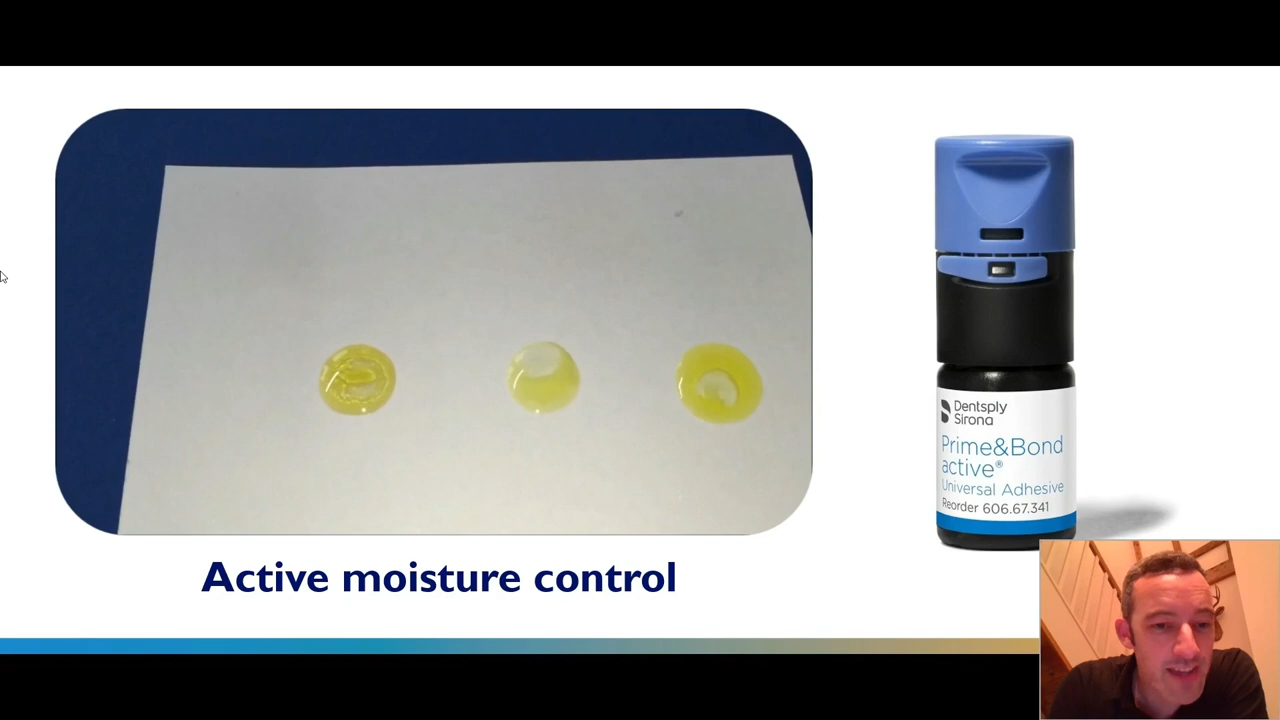 Active moisture control
Dentsply
Sirona
Prime&Bond
active®
Universal Adhesive
Reorder 606.67.341